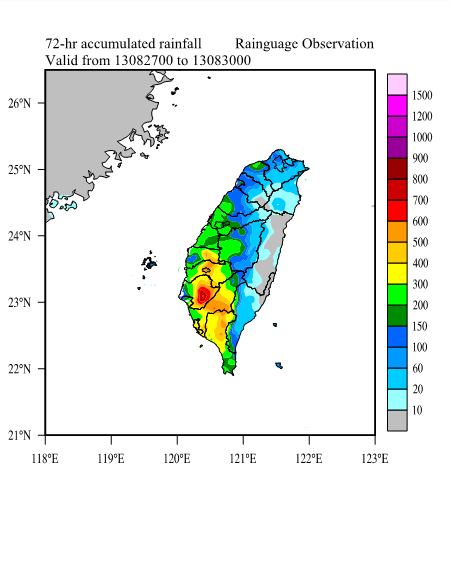 72-hr accumulated rainfall Rainguage Observation
Valid from 13082700 to 13083000
26°N
25°N
24°N
23°N
22°N
21°N
118°E 119°E 120°E 121°E 122°E 123°E
1500
1200
1000
900
800
700
600
500
400
300
200
150
100
60
20
10